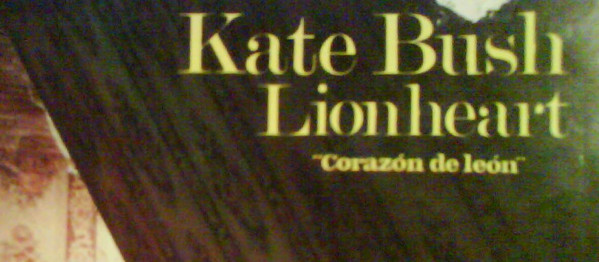 Kate Bush
Lionheart
"Corazón de león"